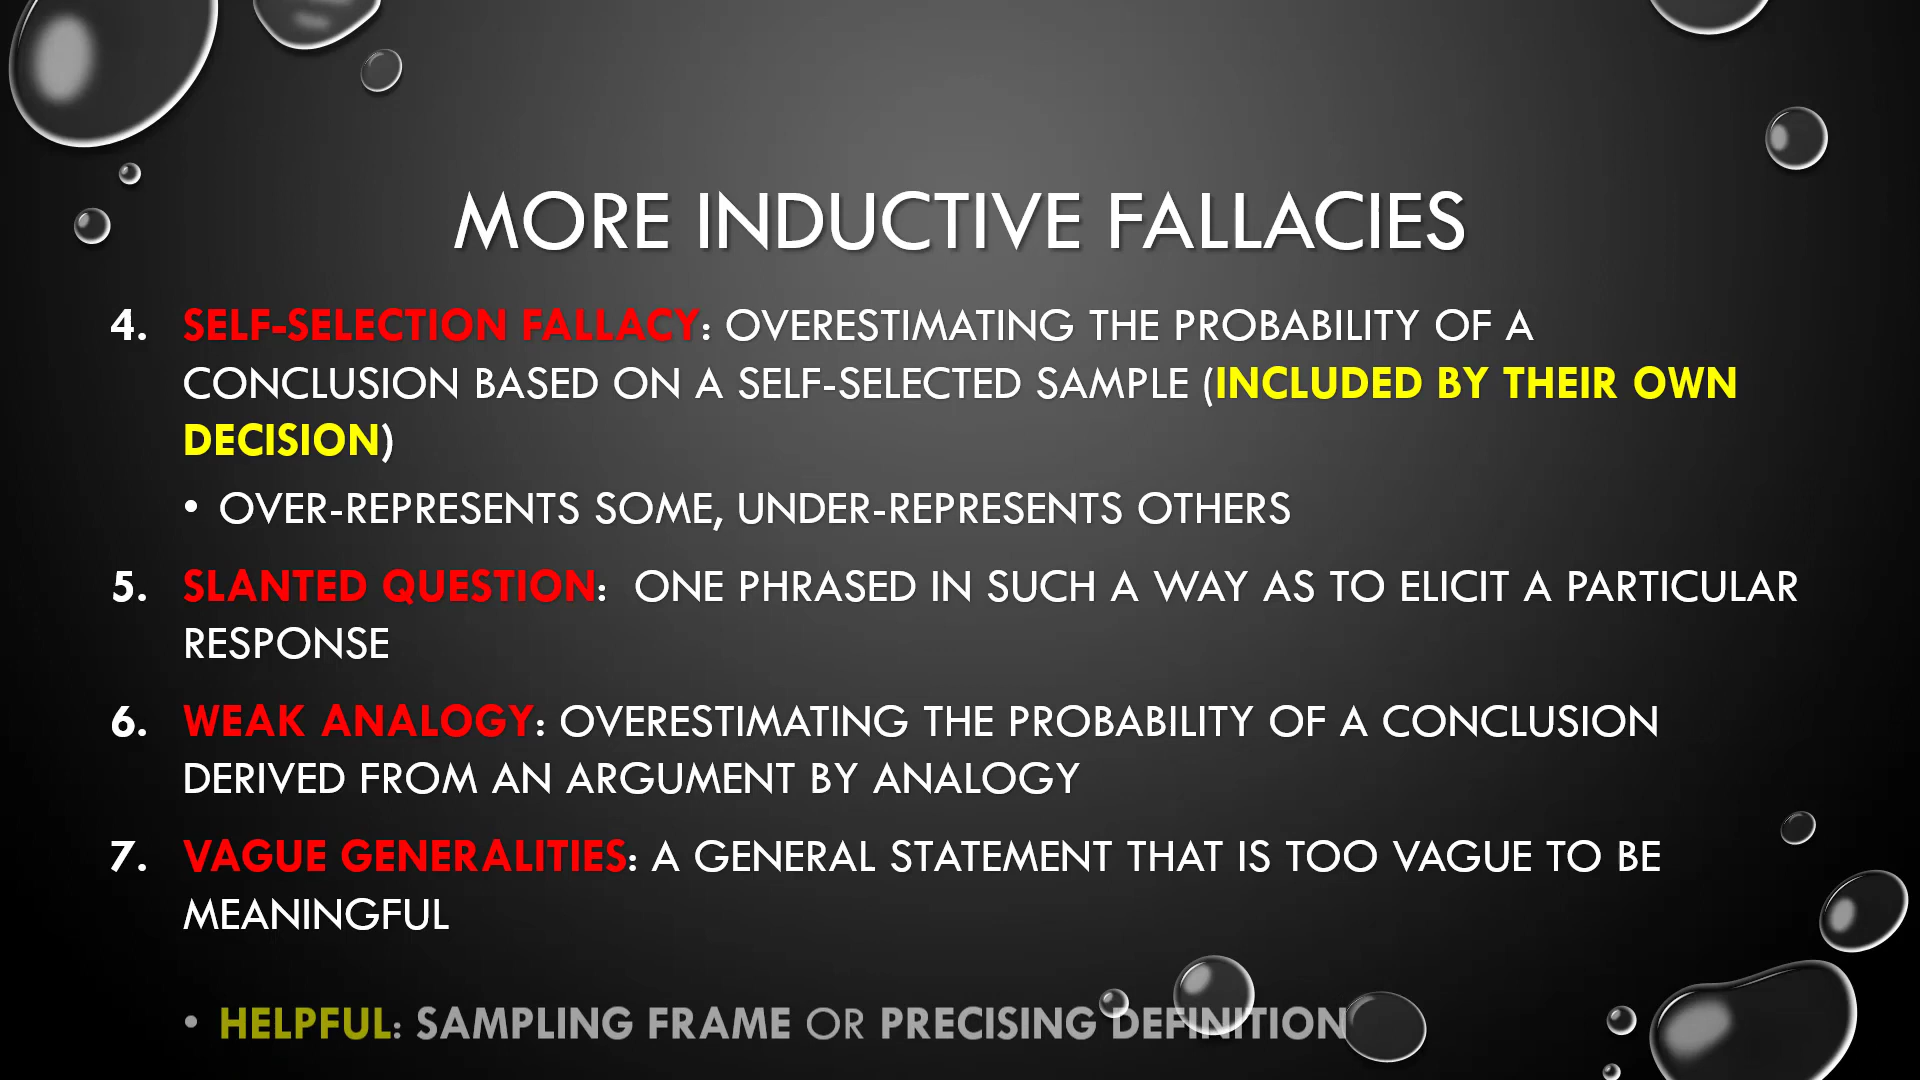 MORE INDUCTIVE FALLACIES
4. SELF-SELECTION FALLACY: OVERESTIMATING THE PROBABILITY OF A
CONCLUSION BASED ON A SELF-SELECTED SAMPLE (INCLUDED BY THEIR OWN
DECISION)
• OVER-REPRESENTS SOME, UNDER-REPRESENTS OTHERS
5. SLANTED QUESTION: ONE PHRASED IN SUCH A WAY AS TO ELICIT A PARTICULAR
RESPONSE
6. WEAK ANALOGY: OVERESTIMATING THE PROBABILITY OF A CONCLUSION
DERIVED FROM AN ARGUMENT BY ANALOGY
7. VAGUE GENERALITIES: A GENERAL STATEMENT THAT IS TOO VAGUE TO BE
MEANINGFUL
• HELPFUL: SAMPLING FRAME OR PRECISING DEFINITION